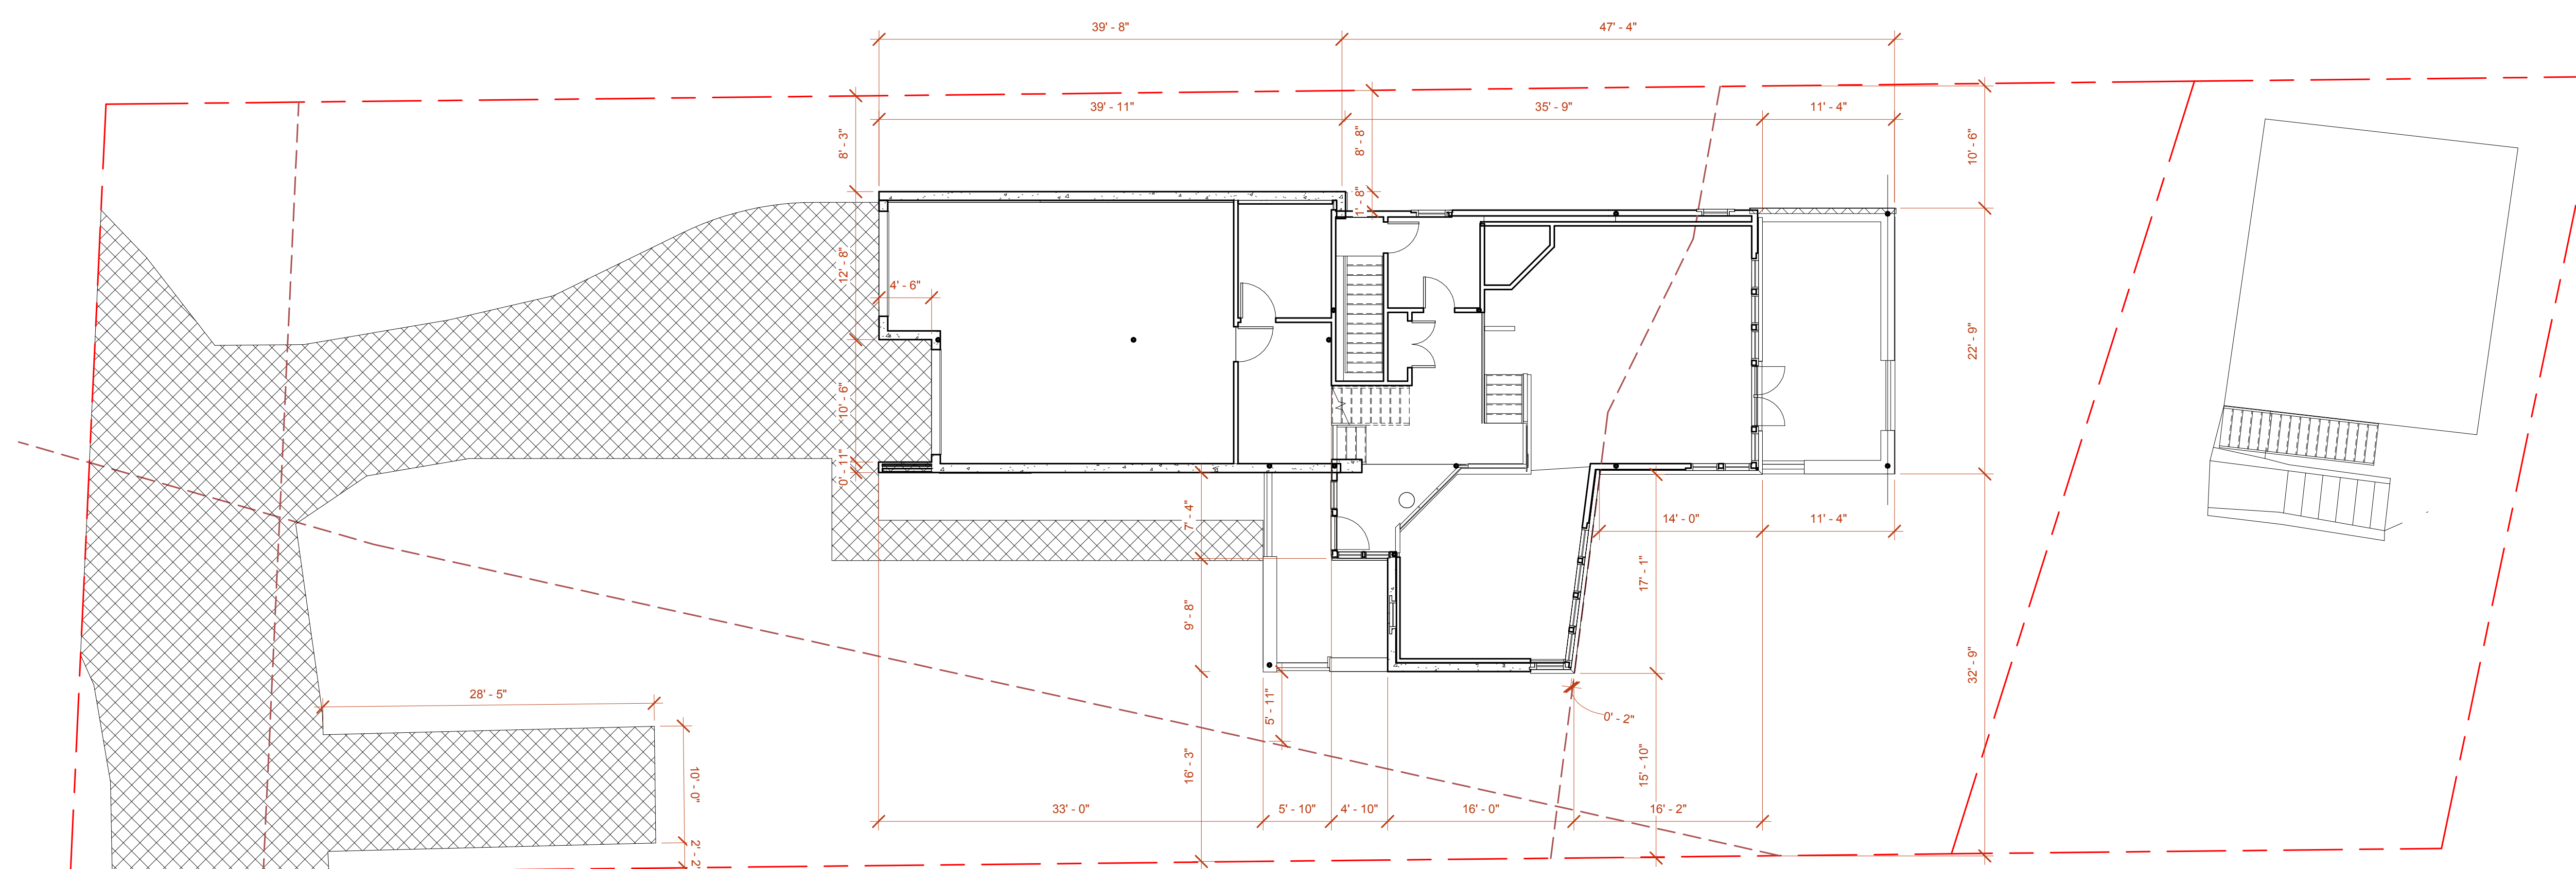 39' - 8"
47' - 4"
39' - 11"
35' - 9"
11' - 4"
8' - 3"
8' - 8"
10' - 6"
1' - 8"
12' - 8"
4' - 6"
22' - 9"
10' - 6"
0' - 11"
7' - 4"
14' - 0"
11' - 4"
17' - 1"
9' - 8"
32' - 9"
28' - 5"
5' - 11"
0' - 2"
10' - 0"
16' - 3"
15' - 10"
33' - 0"
5' - 10"
4' - 10"
16' - 0"
16' - 2"
2' - 2"